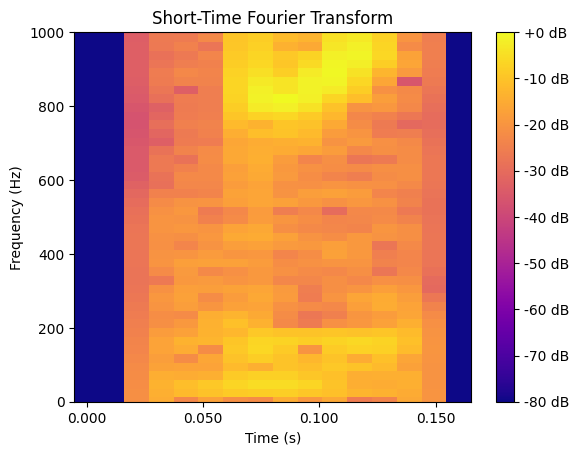 Short-Time Fourier Transform
1000
800
600
400
200
0
Frequency (Hz)
0.000
0.050
0.100
0.150
Time (s)
+0 dB
-10 dB
-20 dB
-30 dB
-40 dB
-50 dB
-60 dB
-70 dB
-80 dB